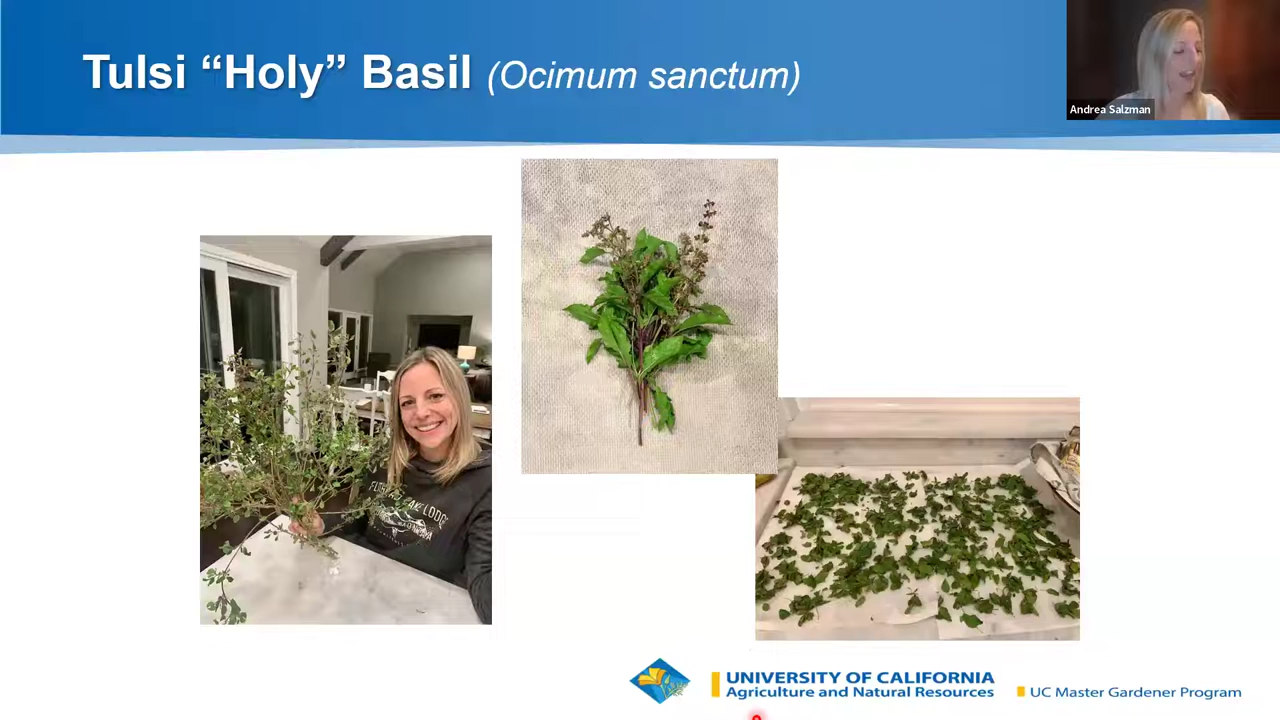 Tulsi “Holy” Basil (Ocimum sanctum)
Andrea Salzman
UNIVERSITY OF CALIFORNIA
Agriculture and Natural Resources
UC Master Gardener Program